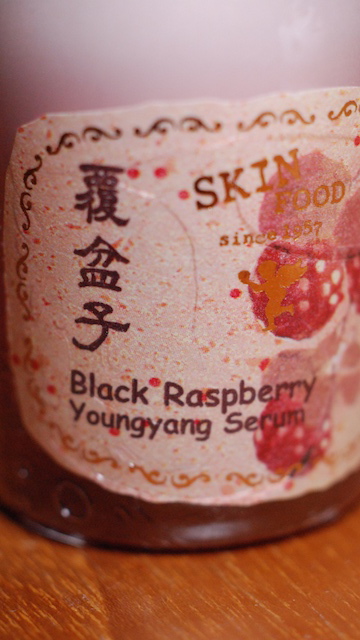 覆盆子
SKIN
FOOD
since 1957
Black Raspberry
Youngyang Serum